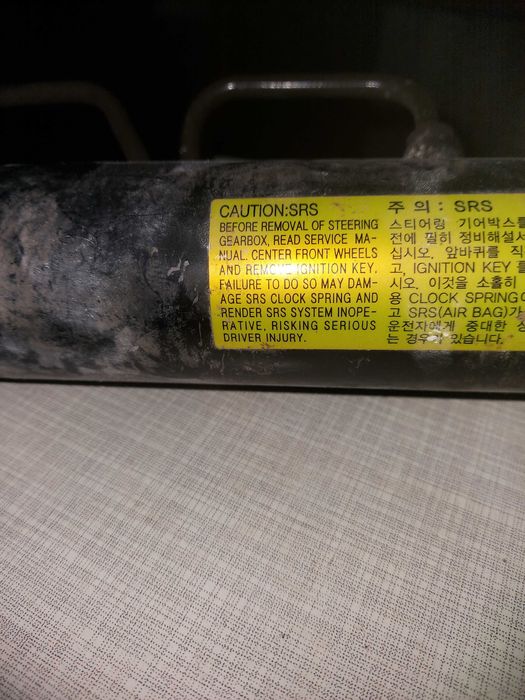 CAUTION:SRS
BEFORE REMOVAL OF STEERING
GEARBOX, READ SERVICE MA-
NUAL. CENTER FRONT WHEELS
AND REMOVE IGNITION KEY.
FAILURE TO DO SO MAY DAM-
AGE SRS CLOCK SPRING AND
RENDER SRS SYSTEM INOPE-
RATIVE, RISKING SERIOUS
DRIVER INJURY.
주 의 : SRS
스티어링 기어박스를
전에 필히 정비해설서
십시오, 앞바퀴를 직
고, IGNITION KEY 를
시오, 이것을 소홀히
용 CLOCK SPRING
고 SRS(AIR BAG)가
운전자에게 중대한
는 경우가 있습니다.